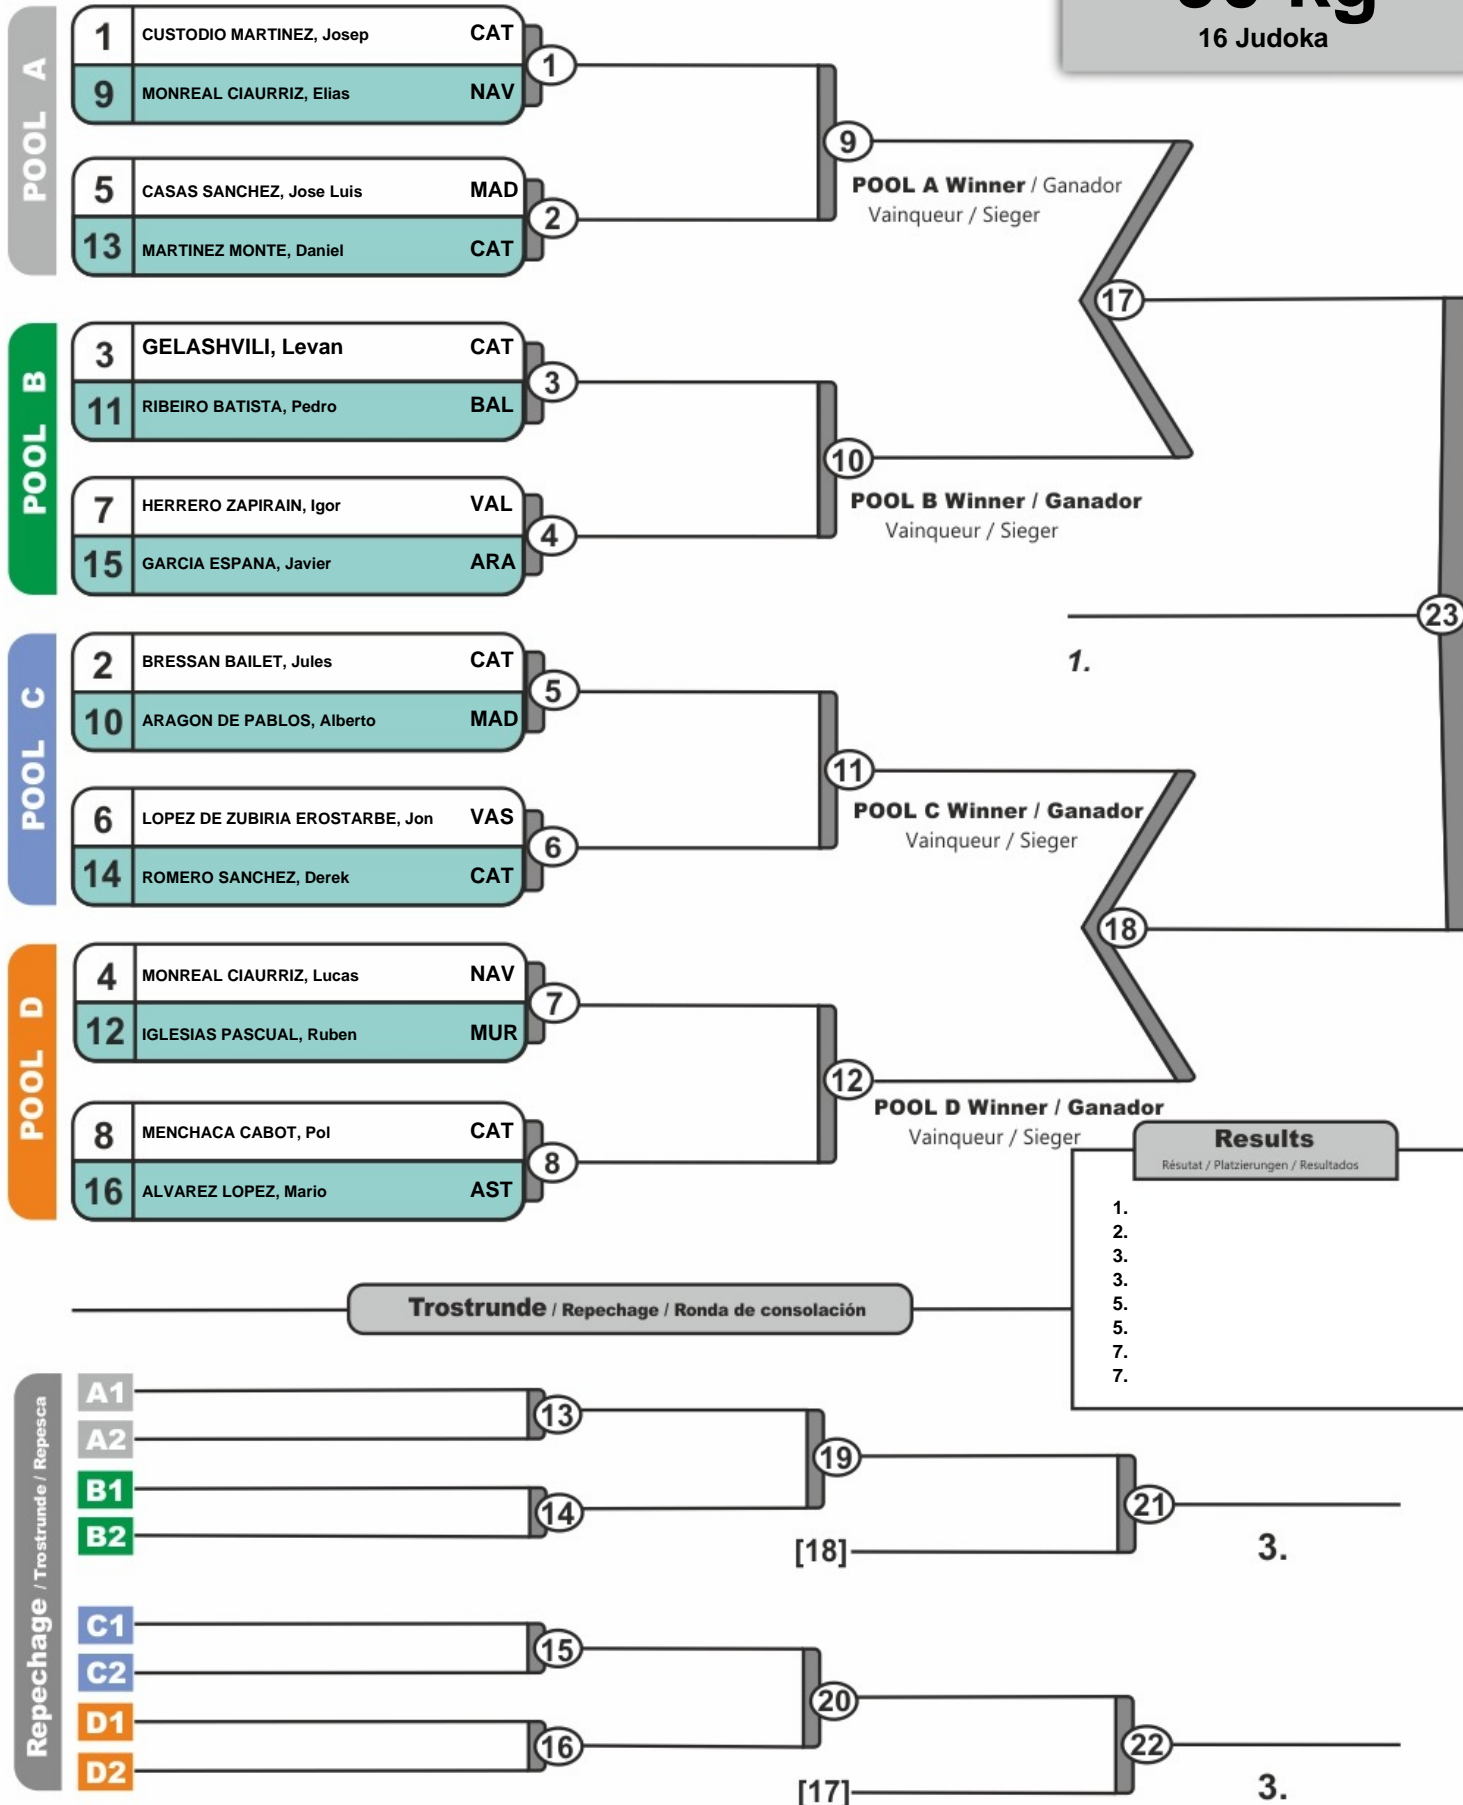 16 Judoka
POOL A
1 CUSTODIO MARTINEZ, Josep CAT
9 MONREAL CIAURRIZ, Elias NAV
1
5 CASAS SANCHEZ, Jose Luis MAD
13 MARTINEZ MONTE, Daniel CAT
2
9
POOL A Winner / Ganador
Vainqueur / Sieger
17
POOL B
3 GELASHVILI, Levan CAT
11 RIBEIRO BATISTA, Pedro BAL
3
7 HERRERO ZAPIRAIN, Igor VAL
15 GARCIA ESPANA, Javier ARA
4
10
POOL B Winner / Ganador
Vainqueur / Sieger
23
1.
POOL C
2 BRESSAN BAILET, Jules CAT
10 ARAGON DE PABLOS, Alberto MAD
5
6 LOPEZ DE ZUBIRIA EROSTARBE, Jon VAS
14 ROMERO SANCHEZ, Derek CAT
6
11
POOL C Winner / Ganador
Vainqueur / Sieger
18
POOL D
4 MONREAL CIAURRIZ, Lucas NAV
12 IGLESIAS PASCUAL, Ruben MUR
7
8 MENCHACA CABOT, Pol CAT
16 ALVAREZ LOPEZ, Mario AST
8
12
POOL D Winner / Ganador
Vainqueur / Sieger
Results
Résutat / Platzierungen / Resultados
1.
2.
3.
3.
5.
5.
7.
7.
Trostrunde / Repechage / Ronda de consolación
Repechage / Trostrunde / Repesca
A1
A2
13
B1
B2
14
19
[18]
21
3.
C1
C2
15
D1
D2
16
20
[17]
22
3.